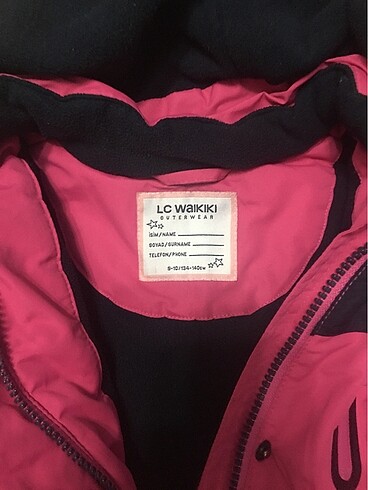 LC WAIKIKI
OUTERWEAR
İSİM/NAME
SOYAD/SURNAME
TELEFON/PHONE
9-10/134-140CM